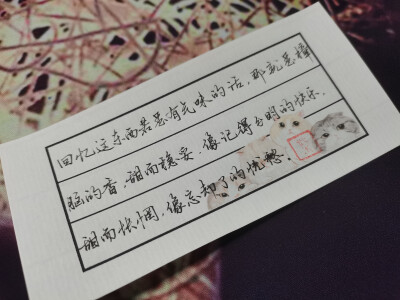 回忆这东西若是有气味的话，那就是樟
脑的香，甜而稳妥，像记得分明的快乐，
甜而怅惘，像忘却了的忧愁。